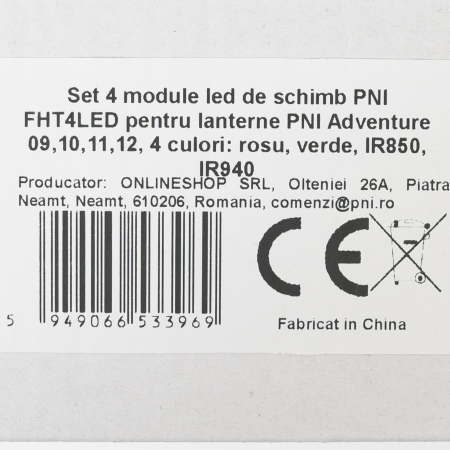 Set 4 module led de schimb PNI
FHT4LED pentru lanterne PNI Adventure
09,10,11,12, 4 culori: rosu, verde, IR850,
IR940
Producator: ONLINESHOP SRL, Olteniei 26A, Piatra
Neamt, Neamt, 610206, Romania, comenzi@pni.ro
CE
5 949066 533969
Fabricat in China